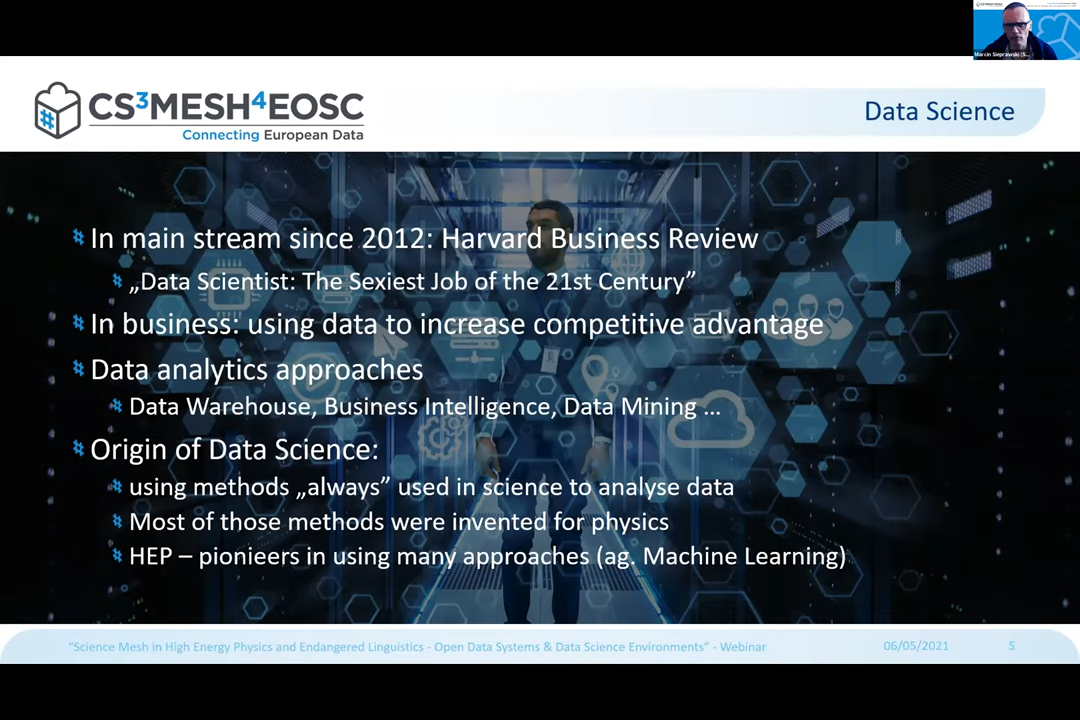 Marcin Sieprawski (S...
CS3MESH4EOSC
Connecting European Data
Data Science
In main stream since 2012: Harvard Business Review
„Data Scientist: The Sexiest Job of the 21st Century”
In business: using data to increase competitive advantage
Data analytics approaches
Data Warehouse, Business Intelligence, Data Mining ...
Origin of Data Science:
using methods „always” used in science to analyse data
Most of those methods were invented for physics
HEP – pionieers in using many approaches (ag. Machine Learning)
"Science Mesh in High Energy Physics and Endangered Linguistics - Open Data Systems & Data Science Environments" - Webinar
06/05/2021
5